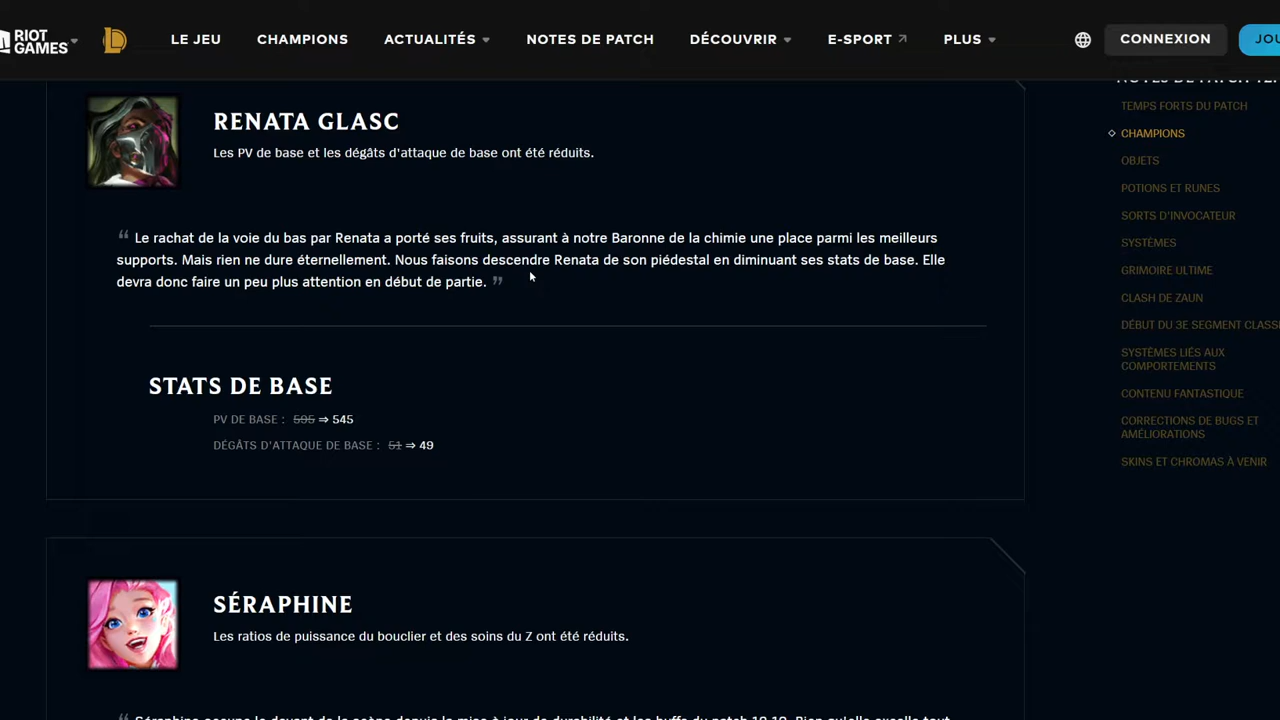 RIOT GAMES
LE JEU
CHAMPIONS
ACTUALITÉS
NOTES DE PATCH
DÉCOUVRIR
E-SPORT
PLUS
CONNEXION
RENATA GLASC
Les PV de base et les dégâts d'attaque de base ont été réduits.
“ Le rachat de la voie du bas par Renata a porté ses fruits, assurant à notre Baronne de la chimie une place parmi les meilleurs
supports. Mais rien ne dure éternellement. Nous faisons descendre Renata de son piédestal en diminuant ses stats de base. Elle
devra donc faire un peu plus attention en début de partie. ”
STATS DE BASE
PV DE BASE : 595 ⇒ 545
DÉGÂTS D'ATTAQUE DE BASE : 51 ⇒ 49
SÉRAPHINE
Les ratios de puissance du bouclier et des soins du Z ont été réduits.
TEMPS FORTS DU PATCH
CHAMPIONS
OBJETS
POTIONS ET RUNES
SORTS D'INVOCATEUR
SYSTÈMES
GRIMOIRE ULTIME
CLASH DE ZAUN
DÉBUT DU 3E SEGMENT CLASS
SYSTÈMES LIÉS AUX
COMPORTEMENTS
CONTENU FANTASTIQUE
CORRECTIONS DE BUGS ET
AMÉLIORATIONS
SKINS ET CHROMAS À VENIR